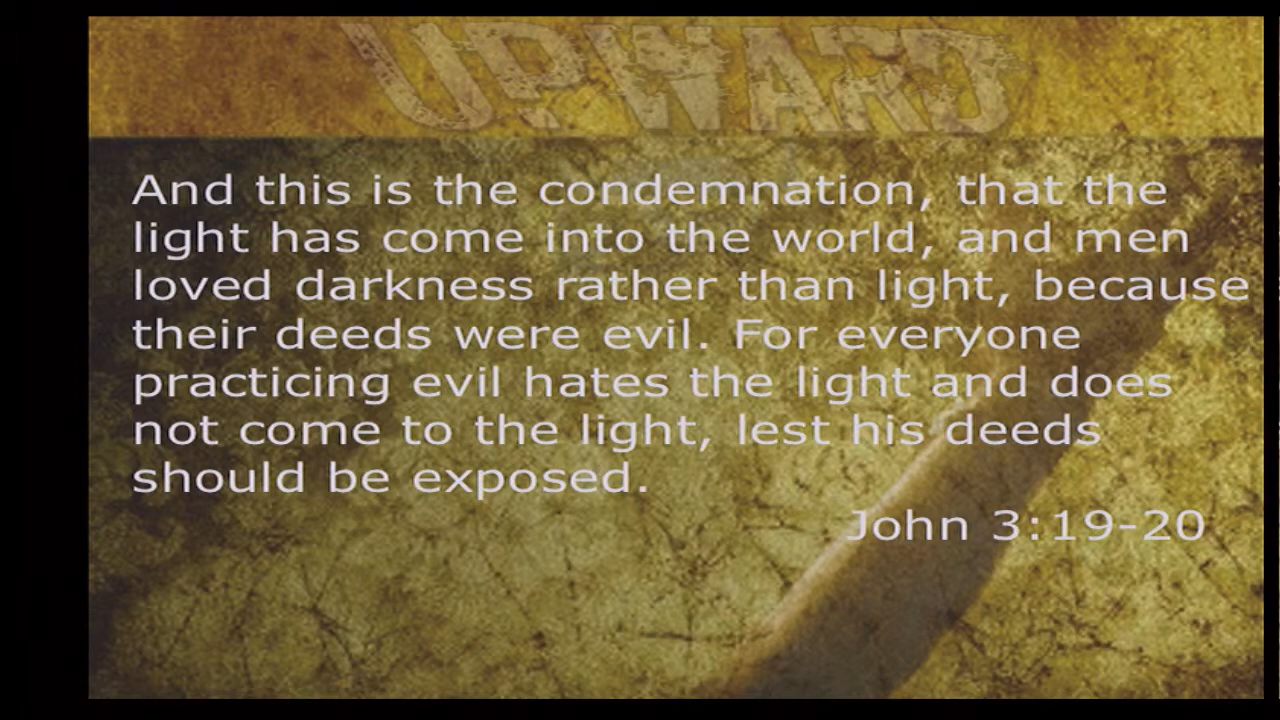 UPWARD
And this is the condemnation, that the
light has come into the world, and men
loved darkness rather than light, because
their deeds were evil. For everyone
practicing evil hates the light and does
not come to the light, lest his deeds
should be exposed.
John 3:19-20